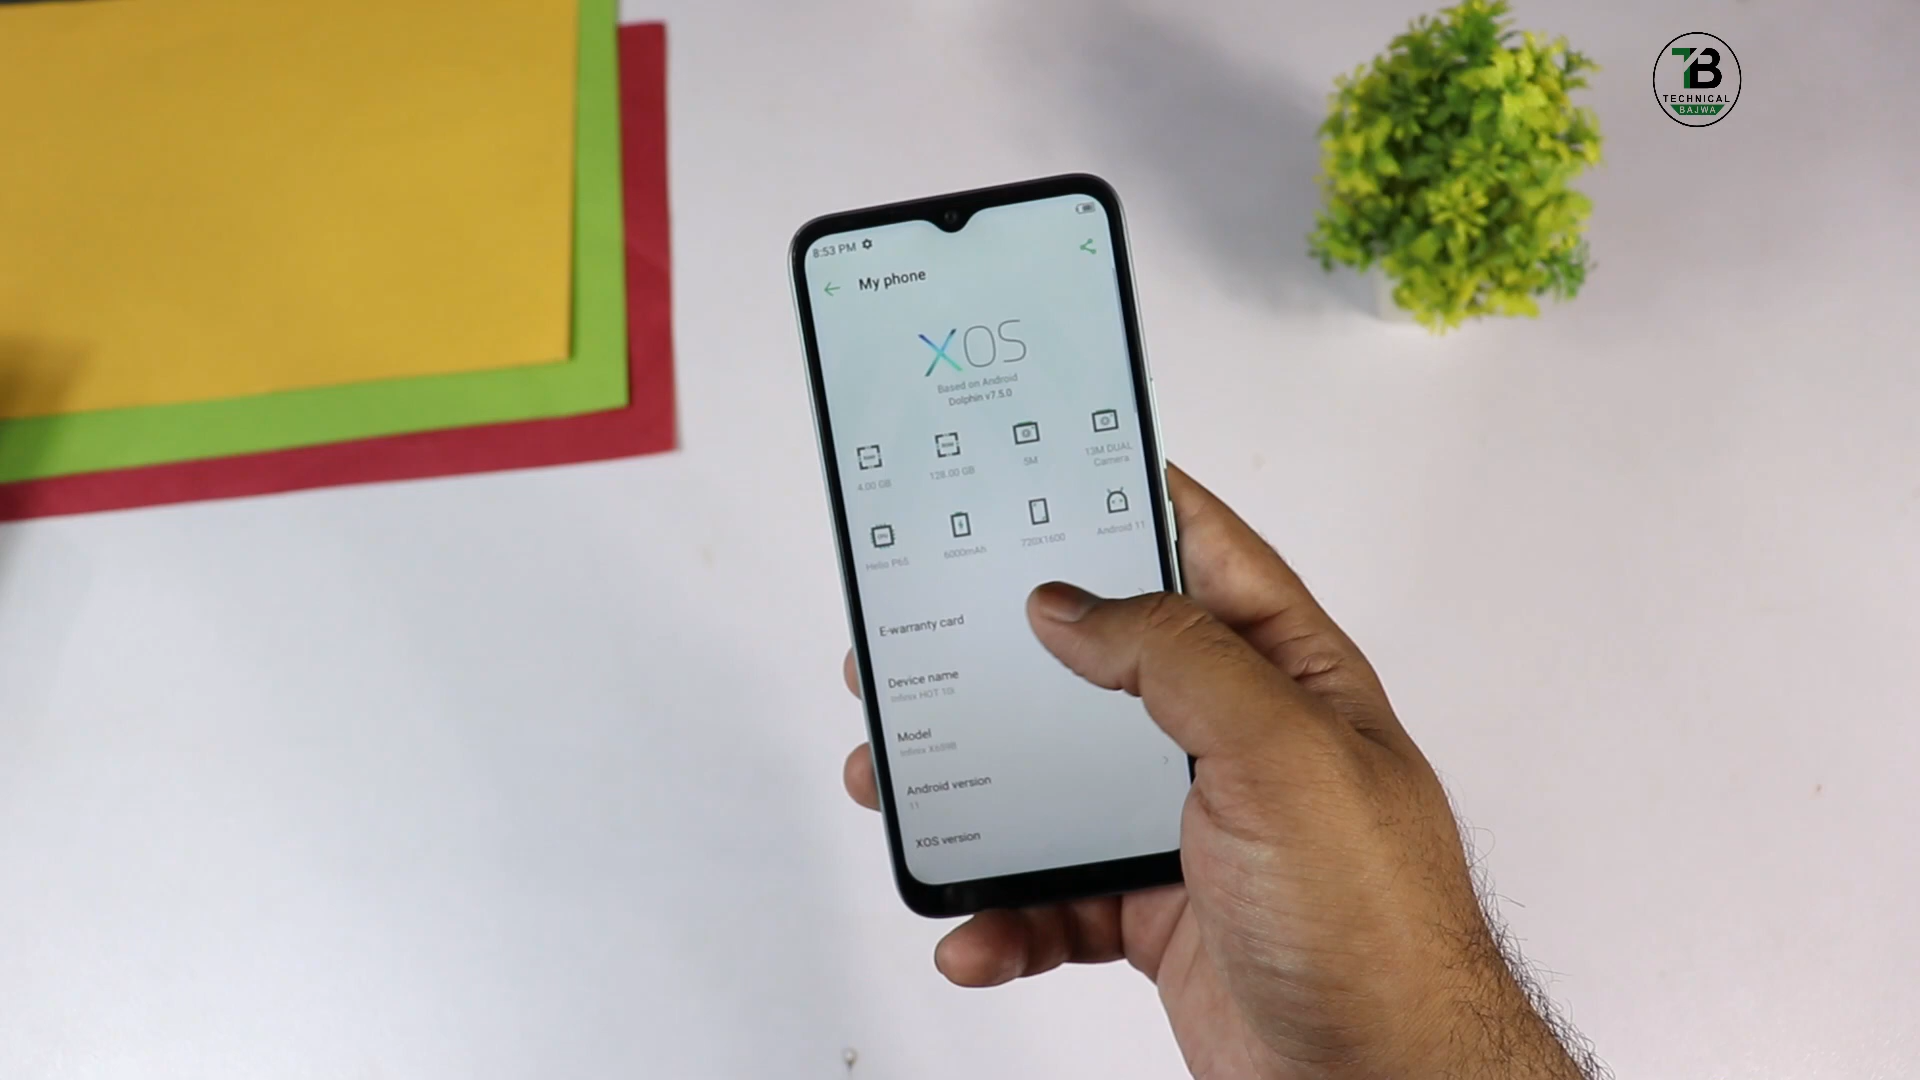 TB
TECHNICAL
BAJWA
8:53 PM
My phone
XOS
Based on Android
Dolphin v7.5.0
4.00 GB
128.00 GB
5M
13M DUAL
Camera
Helio P65
6000mAh
720X1600
Android 11
E-warranty card
Device name
Infinix HOT 10i
Model
Infinix X659B
Android version
11
XOS version